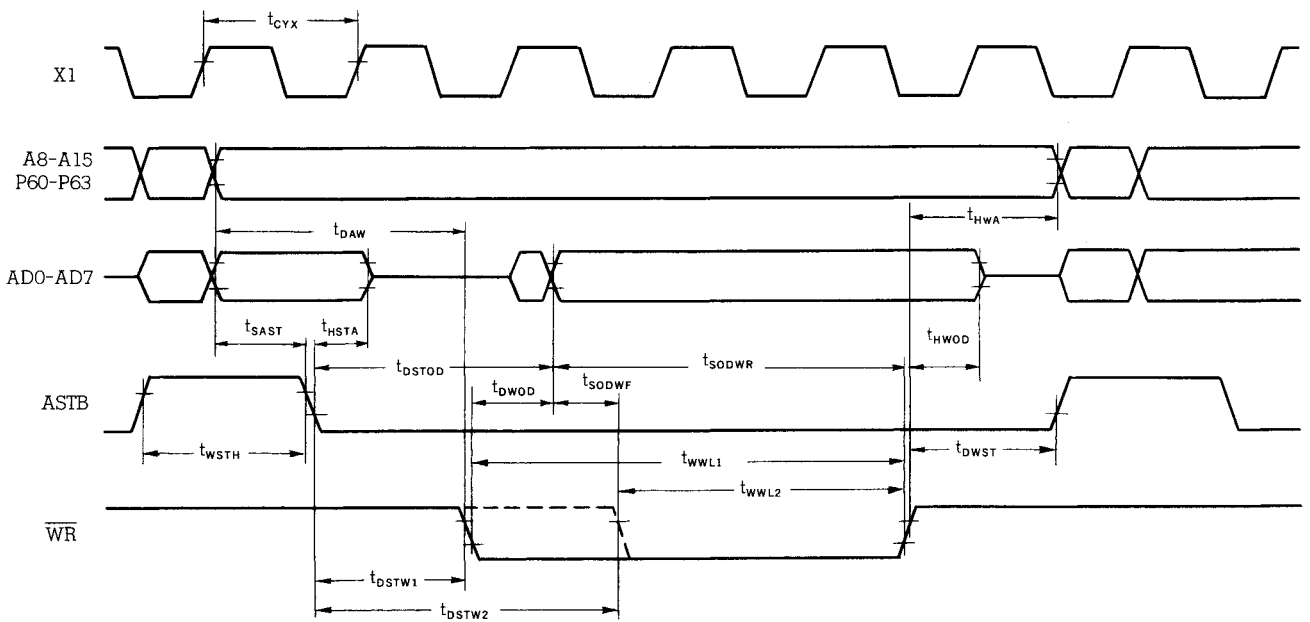 tCYX
X1
A8-A15
P60-P63
tHWA
tDAW
AD0-AD7
tSAST
tHSTA
tHWOD
tDSTOD
tSODWR
tDWOD
tSODWF
ASTB
tWSTH
tWWL1
tDWST
tWWL2
WR
tDSTW1
tDSTW2